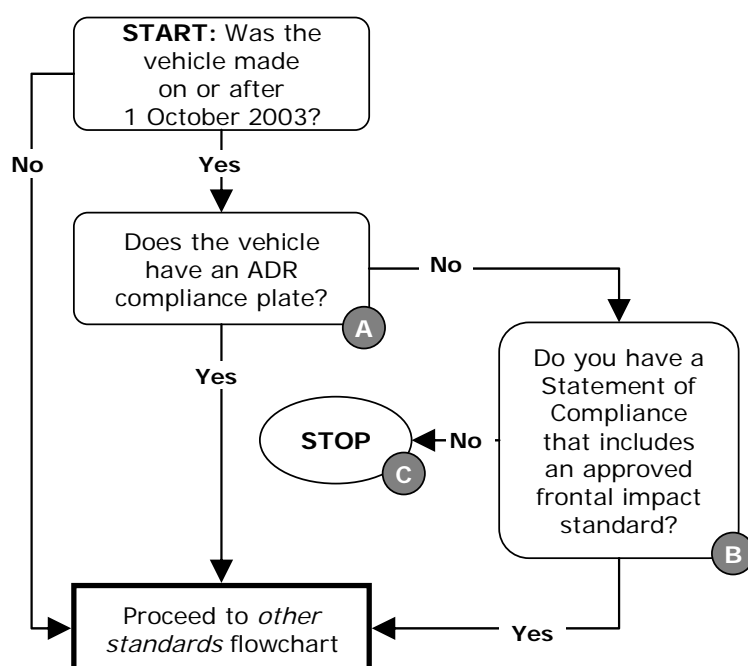 START: Was the
vehicle made
on or after
1 October 2003?
No
Yes
Does the vehicle
have an ADR
compliance plate?
A
No
Yes
Do you have a
Statement of
Compliance
that includes
an approved
frontal impact
standard?
B
No
STOP
C
Yes
Proceed to other
standards flowchart